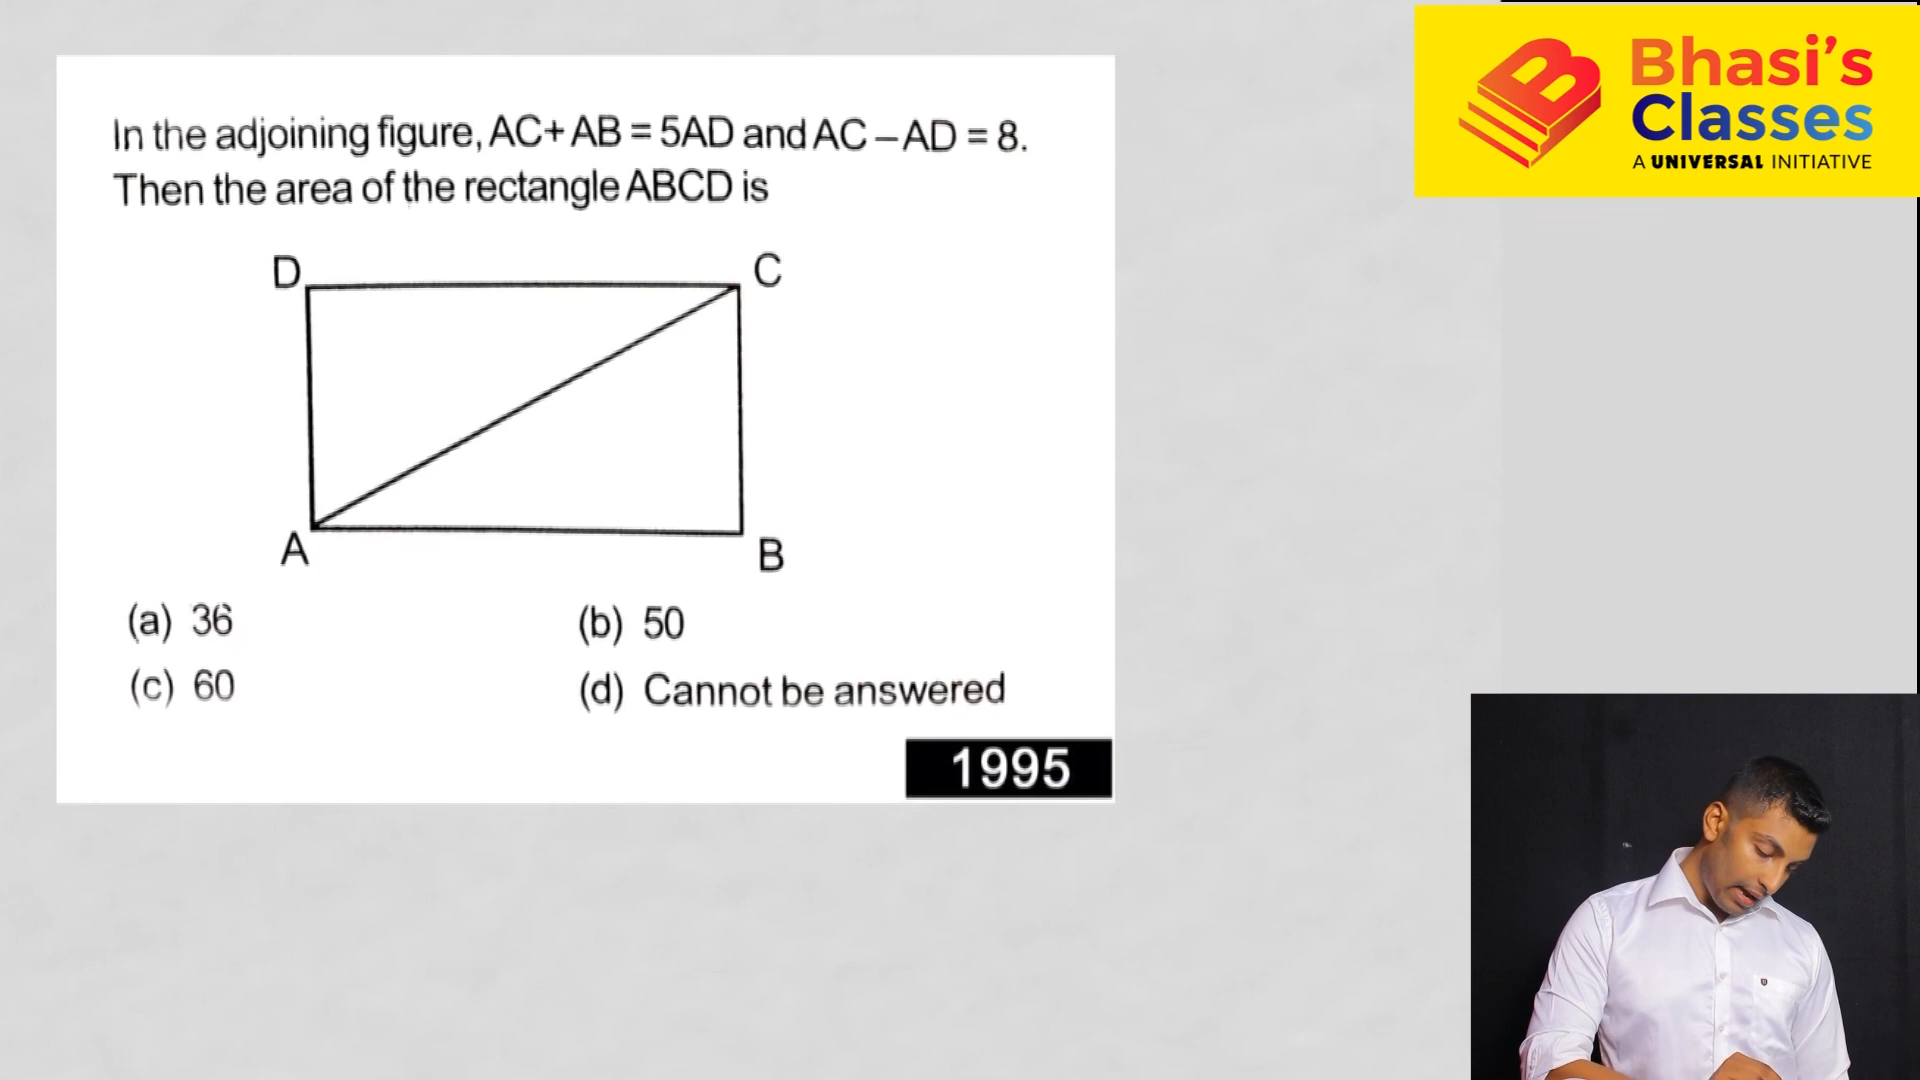 In the adjoining figure, AC+ AB = 5AD and AC – AD = 8.
Then the area of the rectangle ABCD is
D
C
A
B
(a) 36
(b) 50
(c) 60
(d) Cannot be answered
1995
Bhasi's
Classes
A UNIVERSAL INITIATIVE